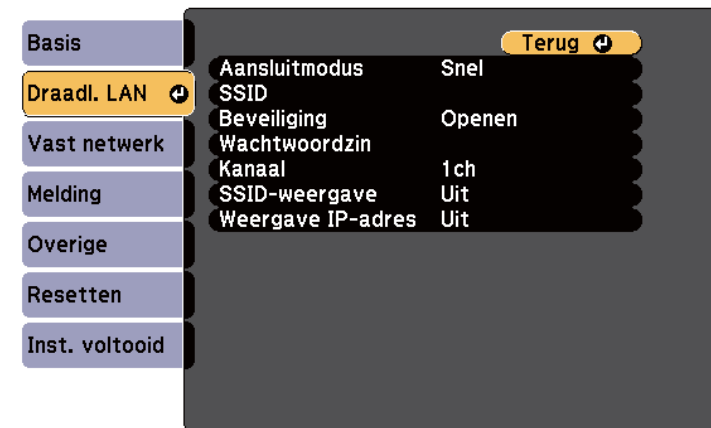 Basis
Draadl. LAN
Vast netwerk
Melding
Overige
Resetten
Inst. voltooid
Terug
Aansluitmodus Snel
SSID
Beveiliging Openen
Wachtwoordzin
Kanaal 1ch
SSID-weergave Uit
Weergave IP-adres Uit